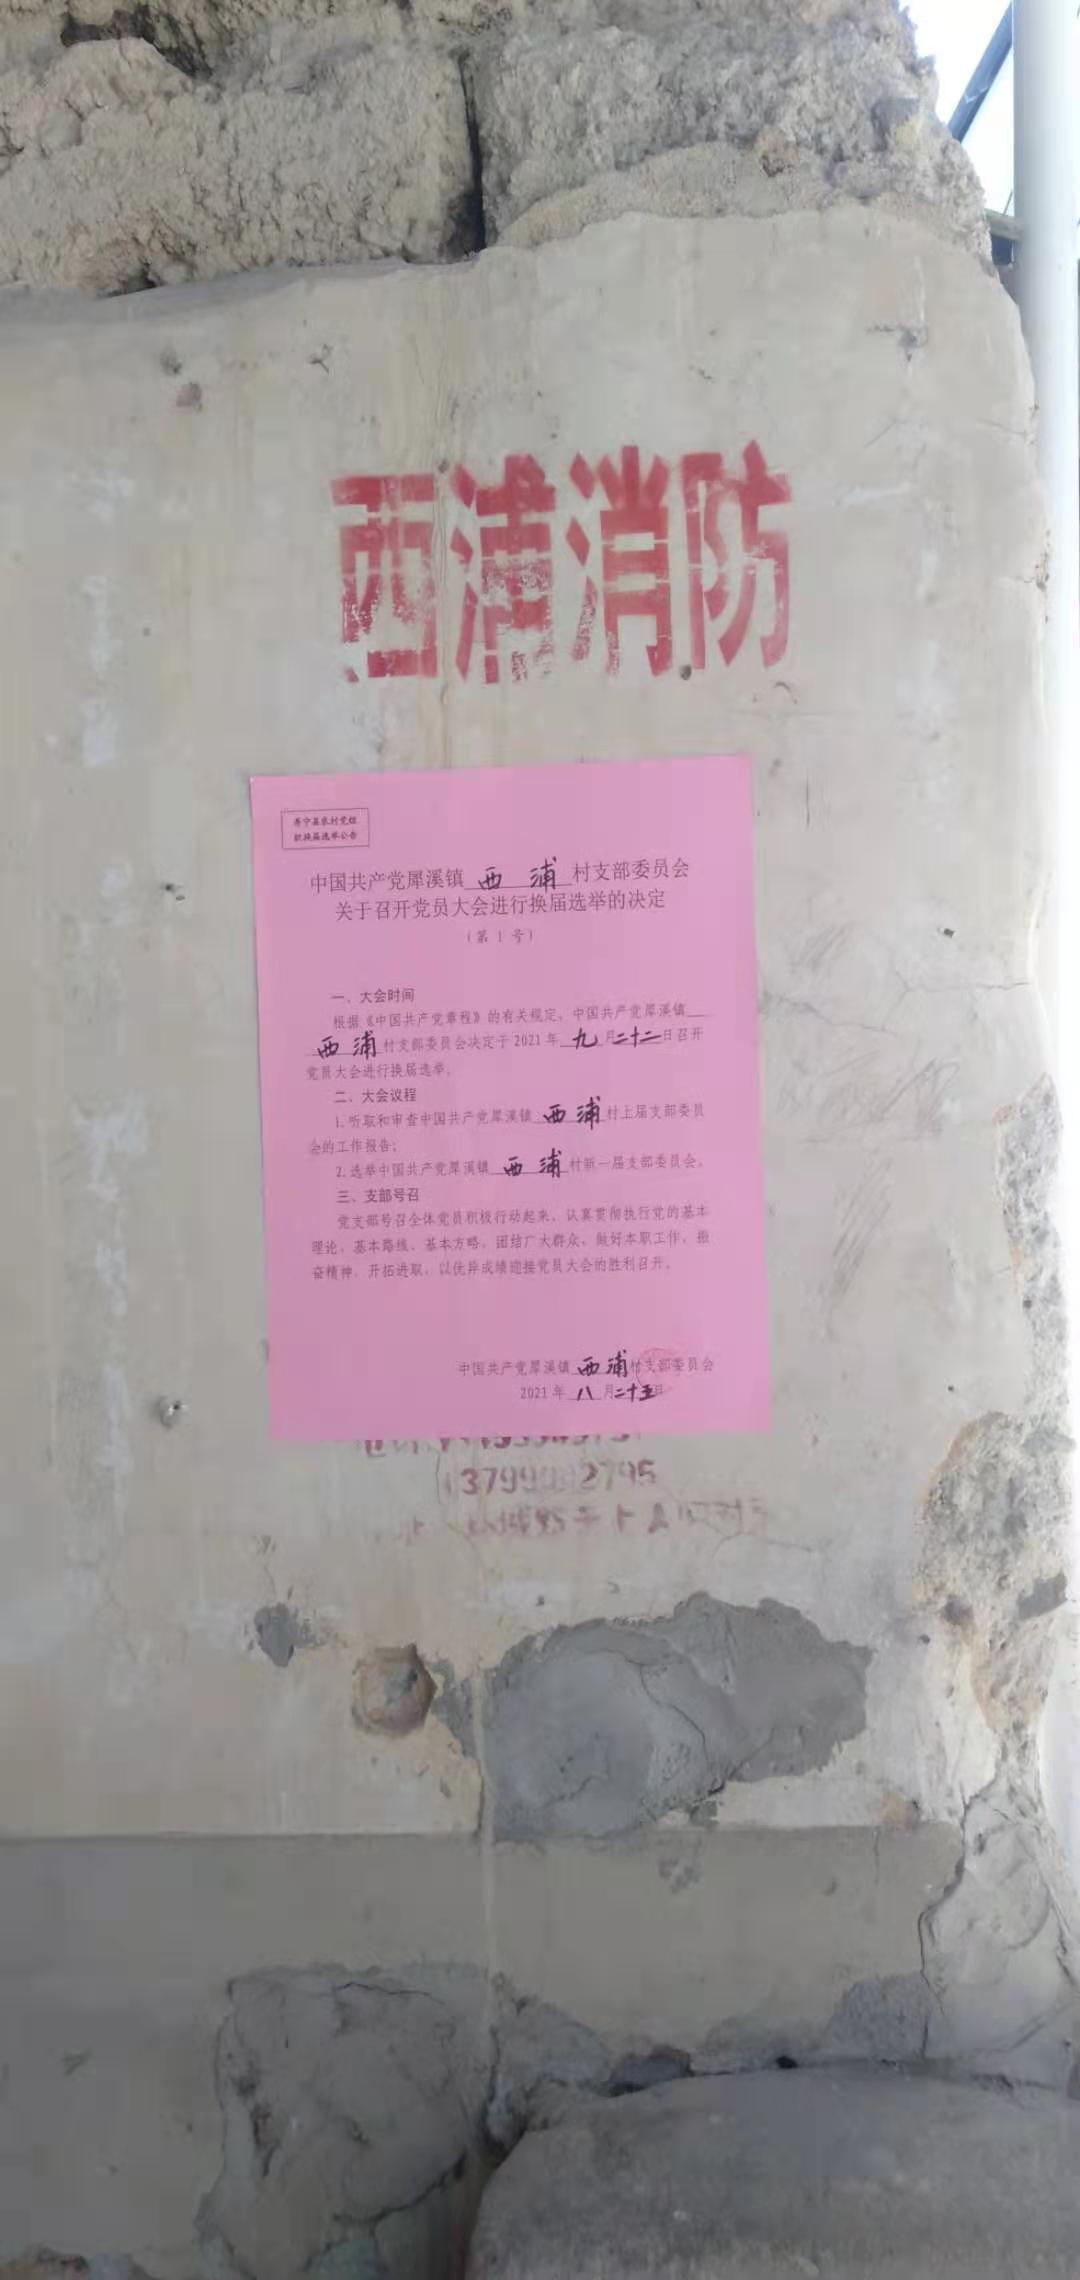 西浦消防
寿宁县农村党组
织换届选举公告
中国共产党犀溪镇 西浦 村支部委员会
关于召开党员大会进行换届选举的决定
（第 1 号）
一、大会时间
根据《中国共产党章程》的有关规定，中国共产党犀溪镇
西浦村支部委员会决定于 2021 年 九 月二十二日召开
党员大会进行换届选举。
二、大会议程
1. 听取和审查中国共产党犀溪镇 西浦村上届支部委员
会的工作报告；
2. 选举中国共产党犀溪镇 西浦村新一届支部委员会。
三、支部号召
党支部号召全体党员积极行动起来，认真贯彻执行党的基本
理论、基本路线、基本方略，团结广大群众，做好本职工作，振
奋精神，开拓进取，以优异成绩迎接党员大会的胜利召开。
中国共产党犀溪镇 西浦村支部委员会
2021 年 八 月二十五日